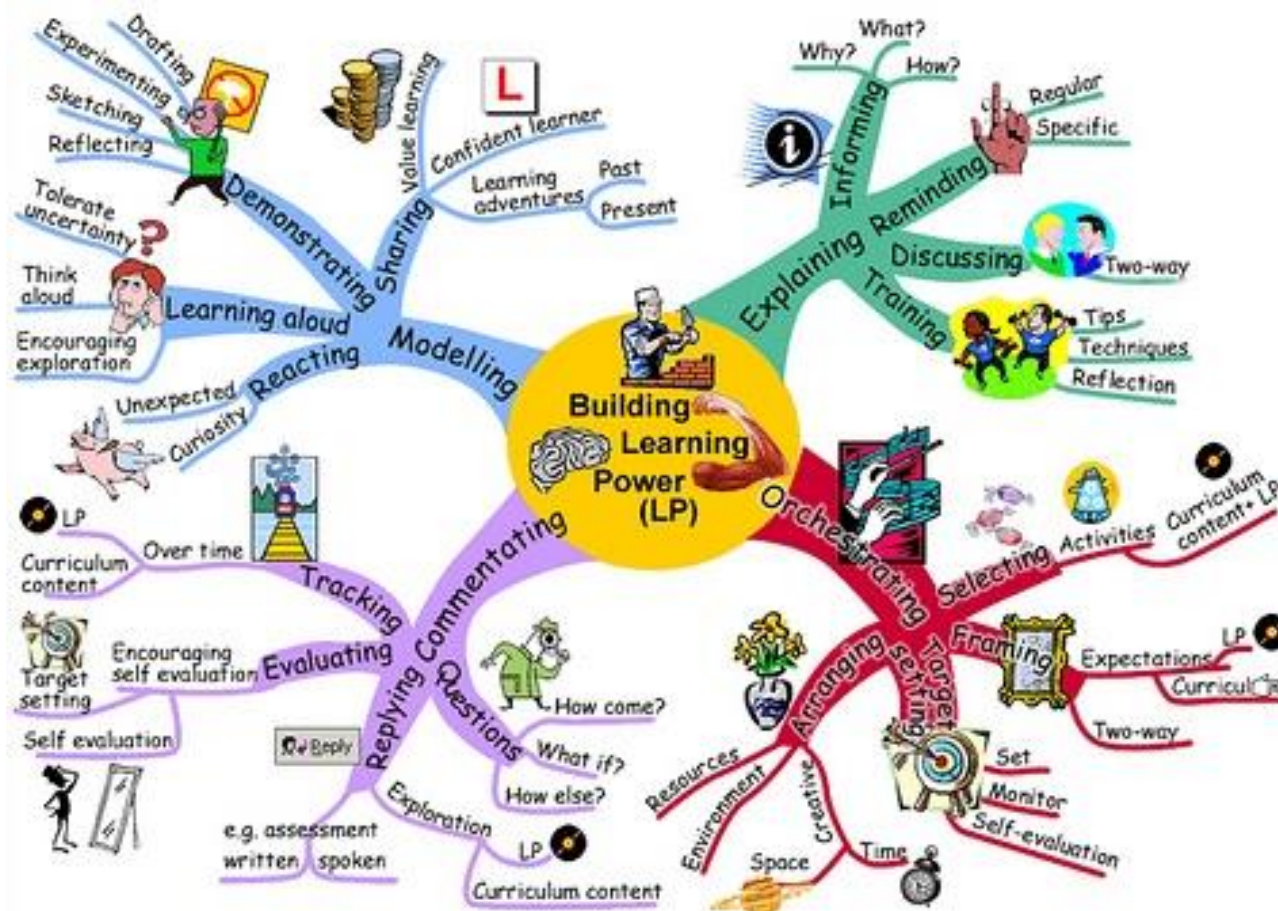 Building
Learning
Power
(LP)
Modelling
Demonstrating
Drafting
Experimenting
Sketching
Reflecting
Sharing
Value learning
L
Confident learner
Learning
adventures
Past
Present
Learning aloud
Tolerate
uncertainty
?
Think
aloud
Encouraging
exploration
Reacting
Unexpected
Curiosity
Explaining
Informing
Why?
What?
How?
i
Reminding
Regular
Specific
Discussing
Two-way
Training
Tips
Techniques
Reflection
Orchestrating
Selecting
Activities
Curriculum
content+ LP
Framing
Expectations
LP
Two-way
Target
setting
Set
Monitor
Self-evaluation
Arranging
Resources
Environment
Creative
Space
Time
Commentating
Tracking
Over time
LP
Curriculum
content
Evaluating
Encouraging
self evaluation
Target
setting
Self evaluation
Replying
Reply
e.g. assessment
written
spoken
Exploration
LP
Curriculum content
Questions
How come?
What if?
How else?